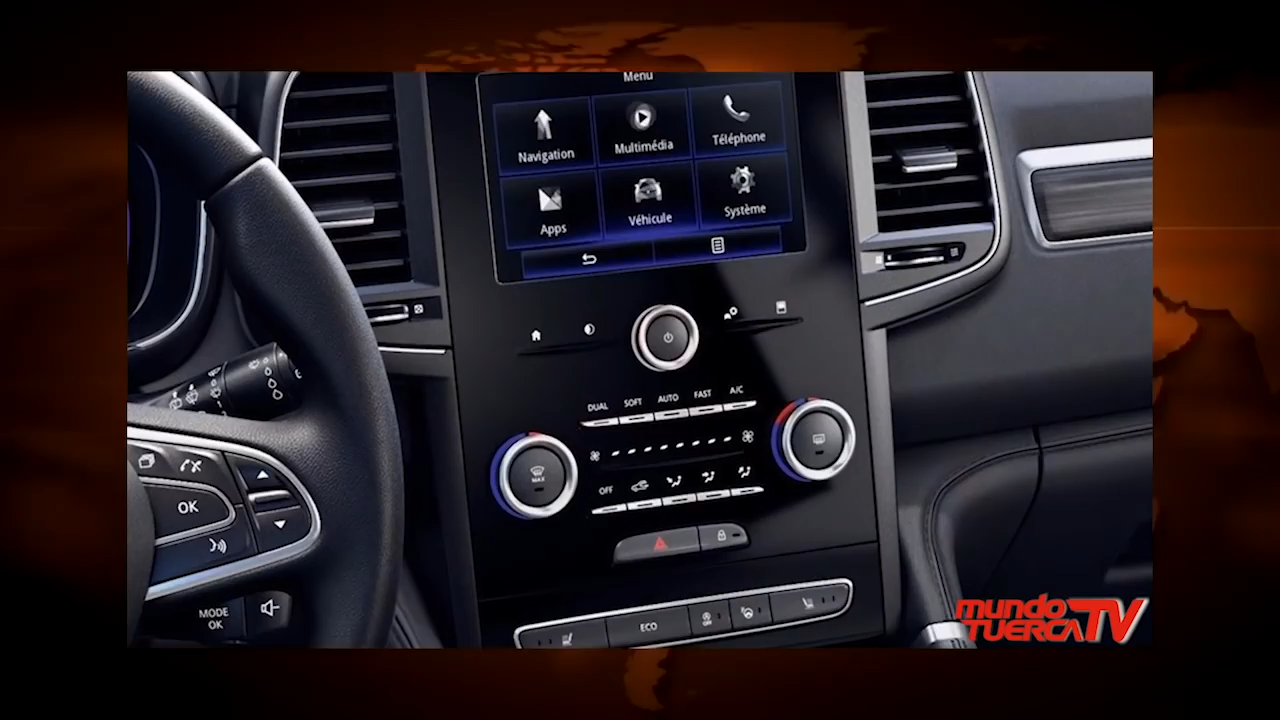 Menu
Navigation
Multimédia
Téléphone
Apps
Véhicule
Système
DUAL SOFT AUTO FAST A/C
MAX
OFF
OK
MODE
OK
ECO
OFF
mundo
TUERCA TV